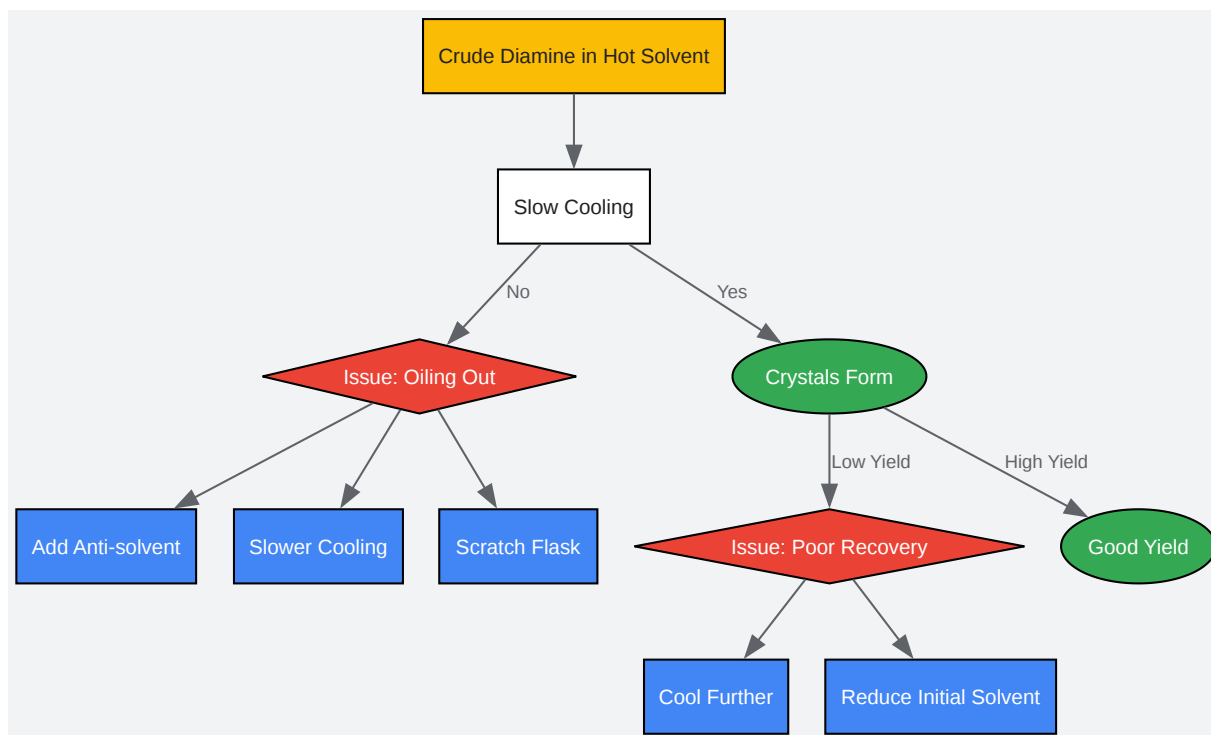 Crude Diamine in Hot Solvent
Slow Cooling
No
Yes
Issue: Oiling Out
Crystals Form
Low Yield
High Yield
Add Anti-solvent
Slower Cooling
Scratch Flask
Issue: Poor Recovery
Good Yield
Cool Further
Reduce Initial Solvent